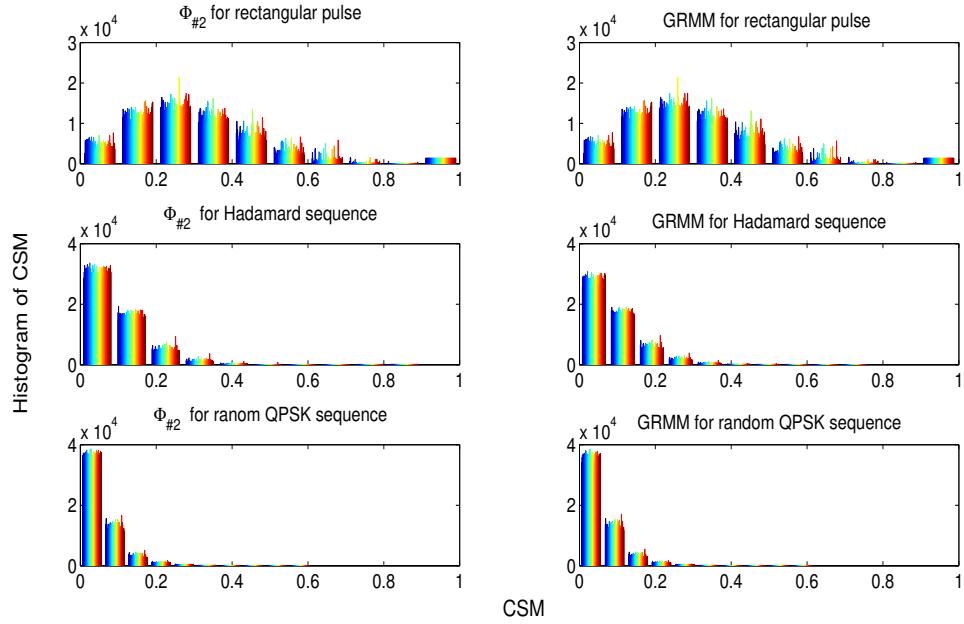 Φ#2 for rectangular pulse
x 10^4
3
2
1
0
0 0.2 0.4 0.6 0.8 1
GRMM for rectangular pulse
x 10^4
3
2
1
0
0 0.2 0.4 0.6 0.8 1
Histogram of CSM
Φ#2 for Hadamard sequence
x 10^4
4
2
0
0 0.2 0.4 0.6 0.8 1
GRMM for Hadamard sequence
x 10^4
4
2
0
0 0.2 0.4 0.6 0.8 1
Φ#2 for ranom QPSK sequence
x 10^4
4
2
0
0 0.2 0.4 0.6 0.8 1
GRMM for random QPSK sequence
x 10^4
4
2
0
0 0.2 0.4 0.6 0.8 1
CSM